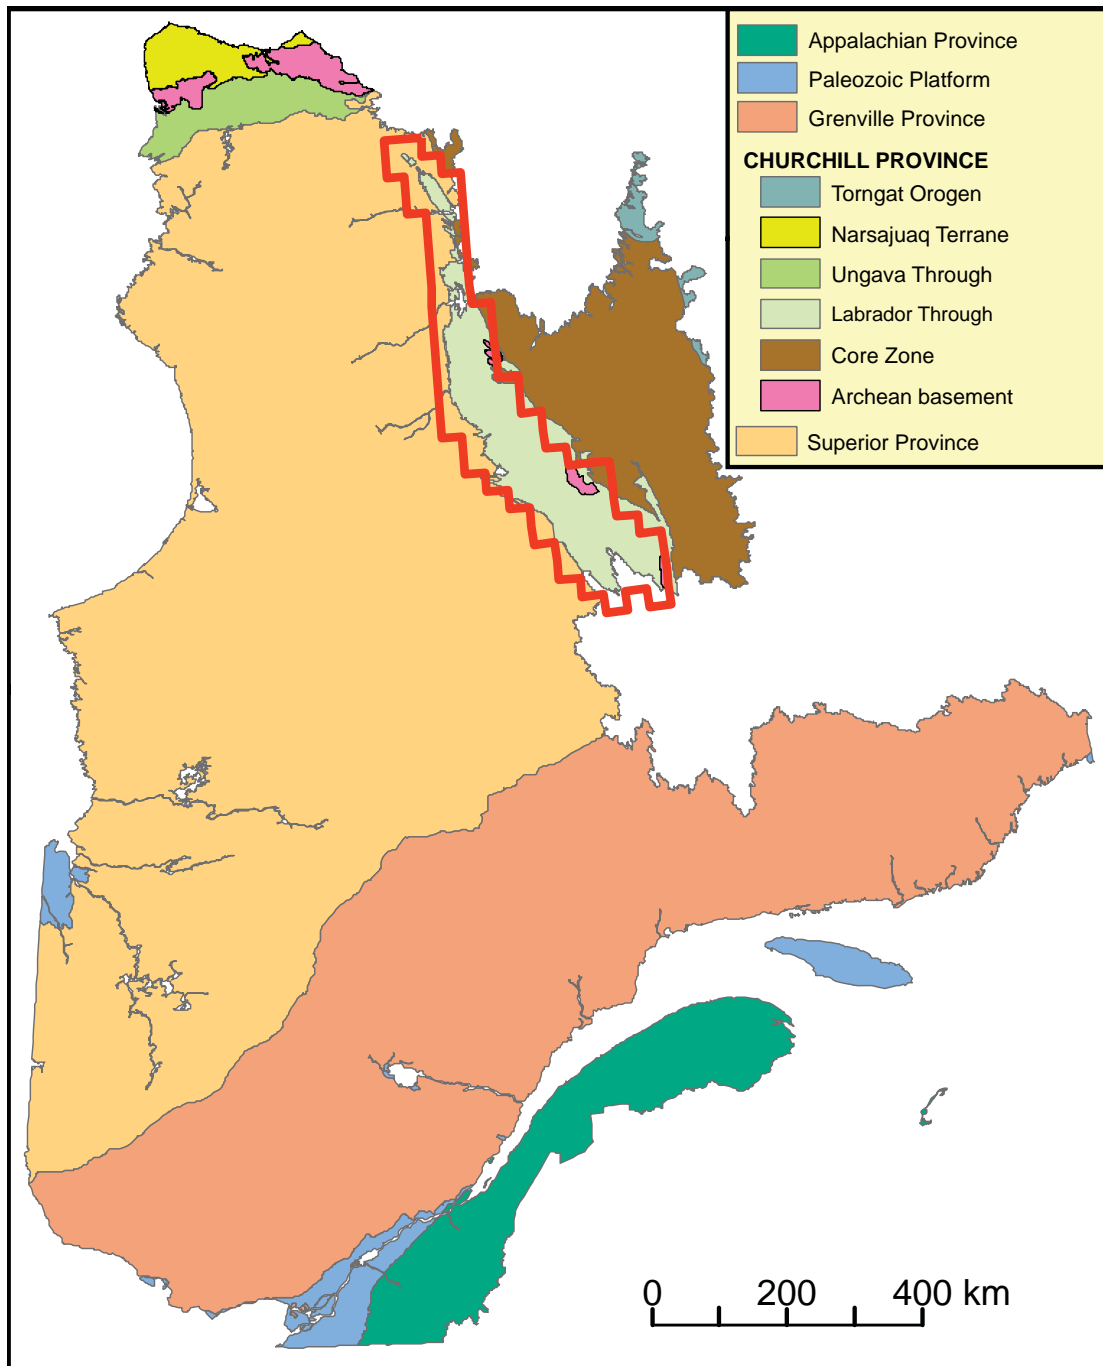 Appalachian Province
Paleozoic Platform
Grenville Province
CHURCHILL PROVINCE
Torngat Orogen
Narsajuaq Terrane
Ungava Through
Labrador Through
Core Zone
Archean basement
Superior Province
0 200 400 km